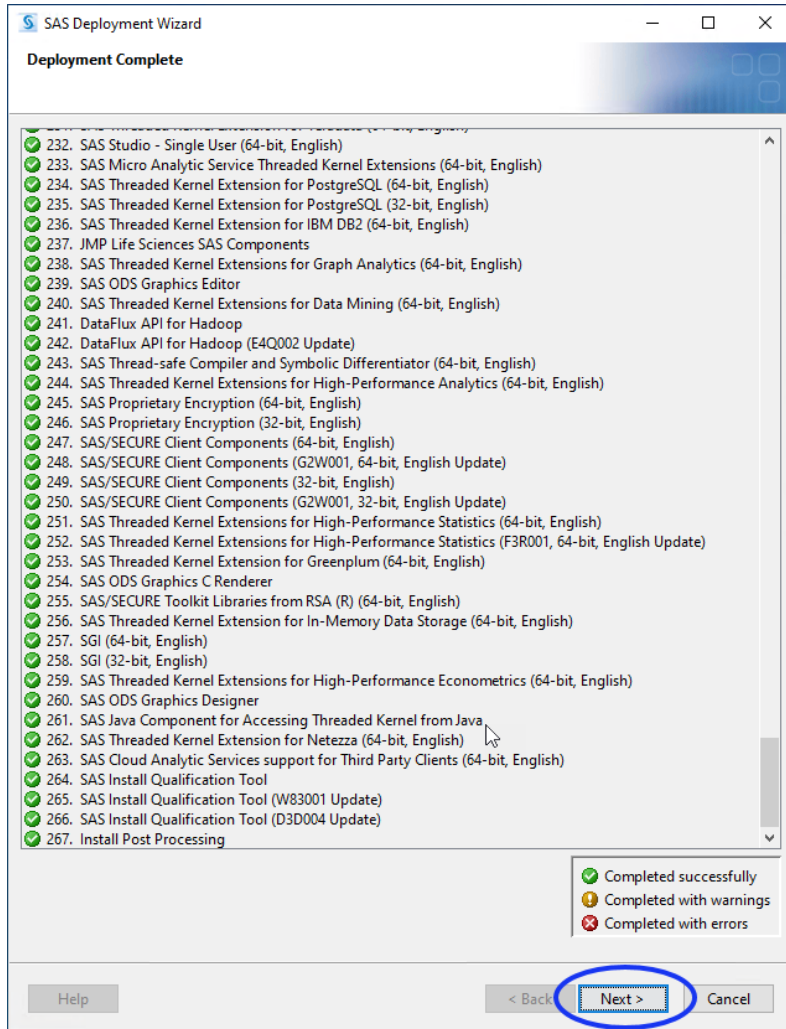 SAS Deployment Wizard
Deployment Complete
232. SAS Studio - Single User (64-bit, English)
233. SAS Micro Analytic Service Threaded Kernel Extensions (64-bit, English)
234. SAS Threaded Kernel Extension for PostgreSQL (64-bit, English)
235. SAS Threaded Kernel Extension for PostgreSQL (32-bit, English)
236. SAS Threaded Kernel Extension for IBM DB2 (64-bit, English)
237. JMP Life Sciences SAS Components
238. SAS Threaded Kernel Extensions for Graph Analytics (64-bit, English)
239. SAS ODS Graphics Editor
240. SAS Threaded Kernel Extensions for Data Mining (64-bit, English)
241. DataFlux API for Hadoop
242. DataFlux API for Hadoop (E4Q002 Update)
243. SAS Thread-safe Compiler and Symbolic Differentiator (64-bit, English)
244. SAS Threaded Kernel Extensions for High-Performance Analytics (64-bit, English)
245. SAS Proprietary Encryption (64-bit, English)
246. SAS Proprietary Encryption (32-bit, English)
247. SAS/SECURE Client Components (64-bit, English)
248. SAS/SECURE Client Components (G2W001, 64-bit, English Update)
249. SAS/SECURE Client Components (32-bit, English)
250. SAS/SECURE Client Components (G2W001, 32-bit, English Update)
251. SAS Threaded Kernel Extensions for High-Performance Statistics (64-bit, English)
252. SAS Threaded Kernel Extensions for High-Performance Statistics (F3R001, 64-bit, English Update)
253. SAS Threaded Kernel Extension for Greenplum (64-bit, English)
254. SAS ODS Graphics C Renderer
255. SAS/SECURE Toolkit Libraries from RSA (R) (64-bit, English)
256. SAS Threaded Kernel Extension for In-Memory Data Storage (64-bit, English)
257. SGI (64-bit, English)
258. SGI (32-bit, English)
259. SAS Threaded Kernel Extensions for High-Performance Econometrics (64-bit, English)
260. SAS ODS Graphics Designer
261. SAS Java Component for Accessing Threaded Kernel from Java
262. SAS Threaded Kernel Extension for Netezza (64-bit, English)
263. SAS Cloud Analytic Services support for Third Party Clients (64-bit, English)
264. SAS Install Qualification Tool
265. SAS Install Qualification Tool (W83001 Update)
266. SAS Install Qualification Tool (D3D004 Update)
267. Install Post Processing
Completed successfully
Completed with warnings
Completed with errors
Help < Back Next > Cancel